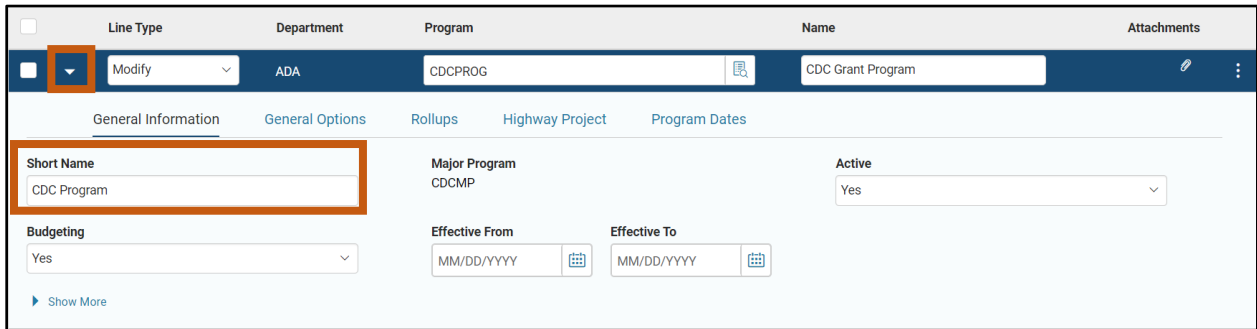 Line Type Department Program Name Attachments
Modify ADA CDCPROG CDC Grant Program
General Information General Options Rollups Highway Project Program Dates
Short Name Major Program Active
CDC Program CDCMP Yes
Budgeting Effective From Effective To
Yes MM/DD/YYYY MM/DD/YYYY
Show More